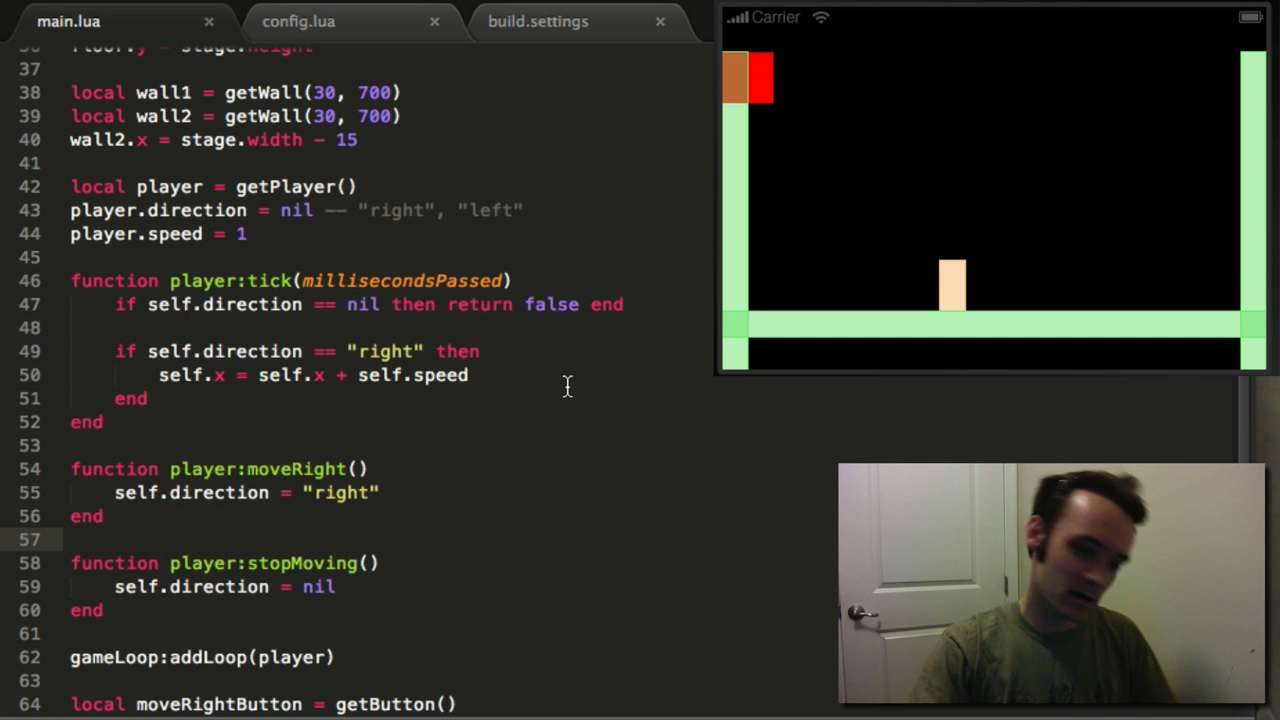 main.lua × config.lua × build.settings ×
Carrier
36 floor.y = stage.height
37
38 local wall1 = getWall(30, 700)
39 local wall2 = getWall(30, 700)
40 wall2.x = stage.width - 15
41
42 local player = getPlayer()
43 player.direction = nil -- "right", "left"
44 player.speed = 1
45
46 function player:tick(millisecondsPassed)
47 if self.direction == nil then return false end
48
49 if self.direction == "right" then
50 self.x = self.x + self.speed
51 end
52 end
53
54 function player:moveRight()
55 self.direction = "right"
56 end
57
58 function player:stopMoving()
59 self.direction = nil
60 end
61
62 gameLoop:addLoop(player)
63
64 local moveRightButton = getButton()